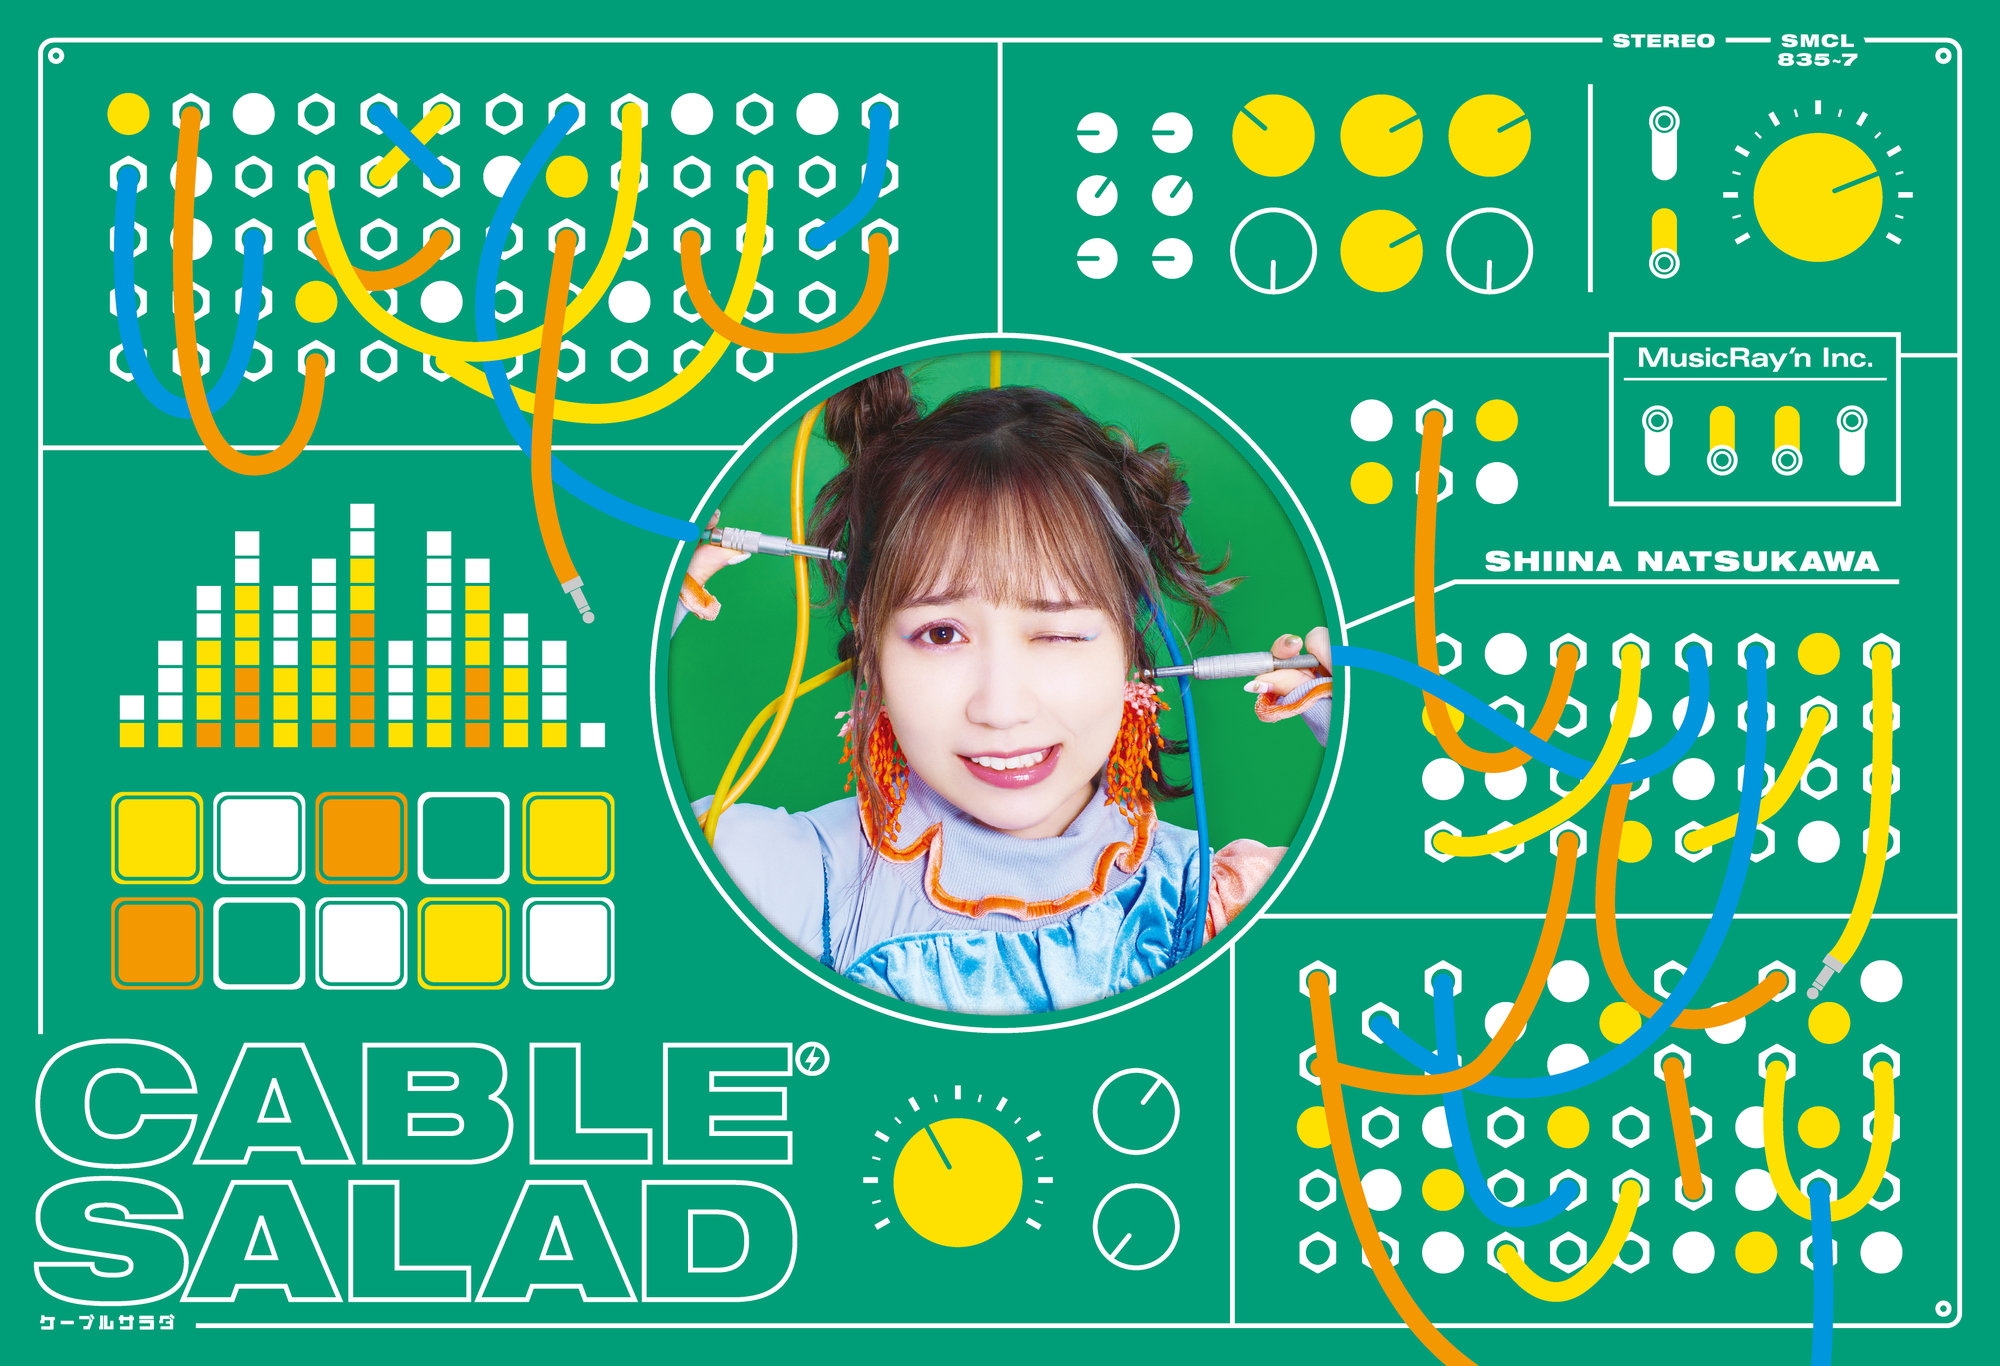 STEREO
SMCL
835~7
MusicRay'n Inc.
SHIINA NATSUKAWA
CABLE
SALAD
ケーブルサラダ